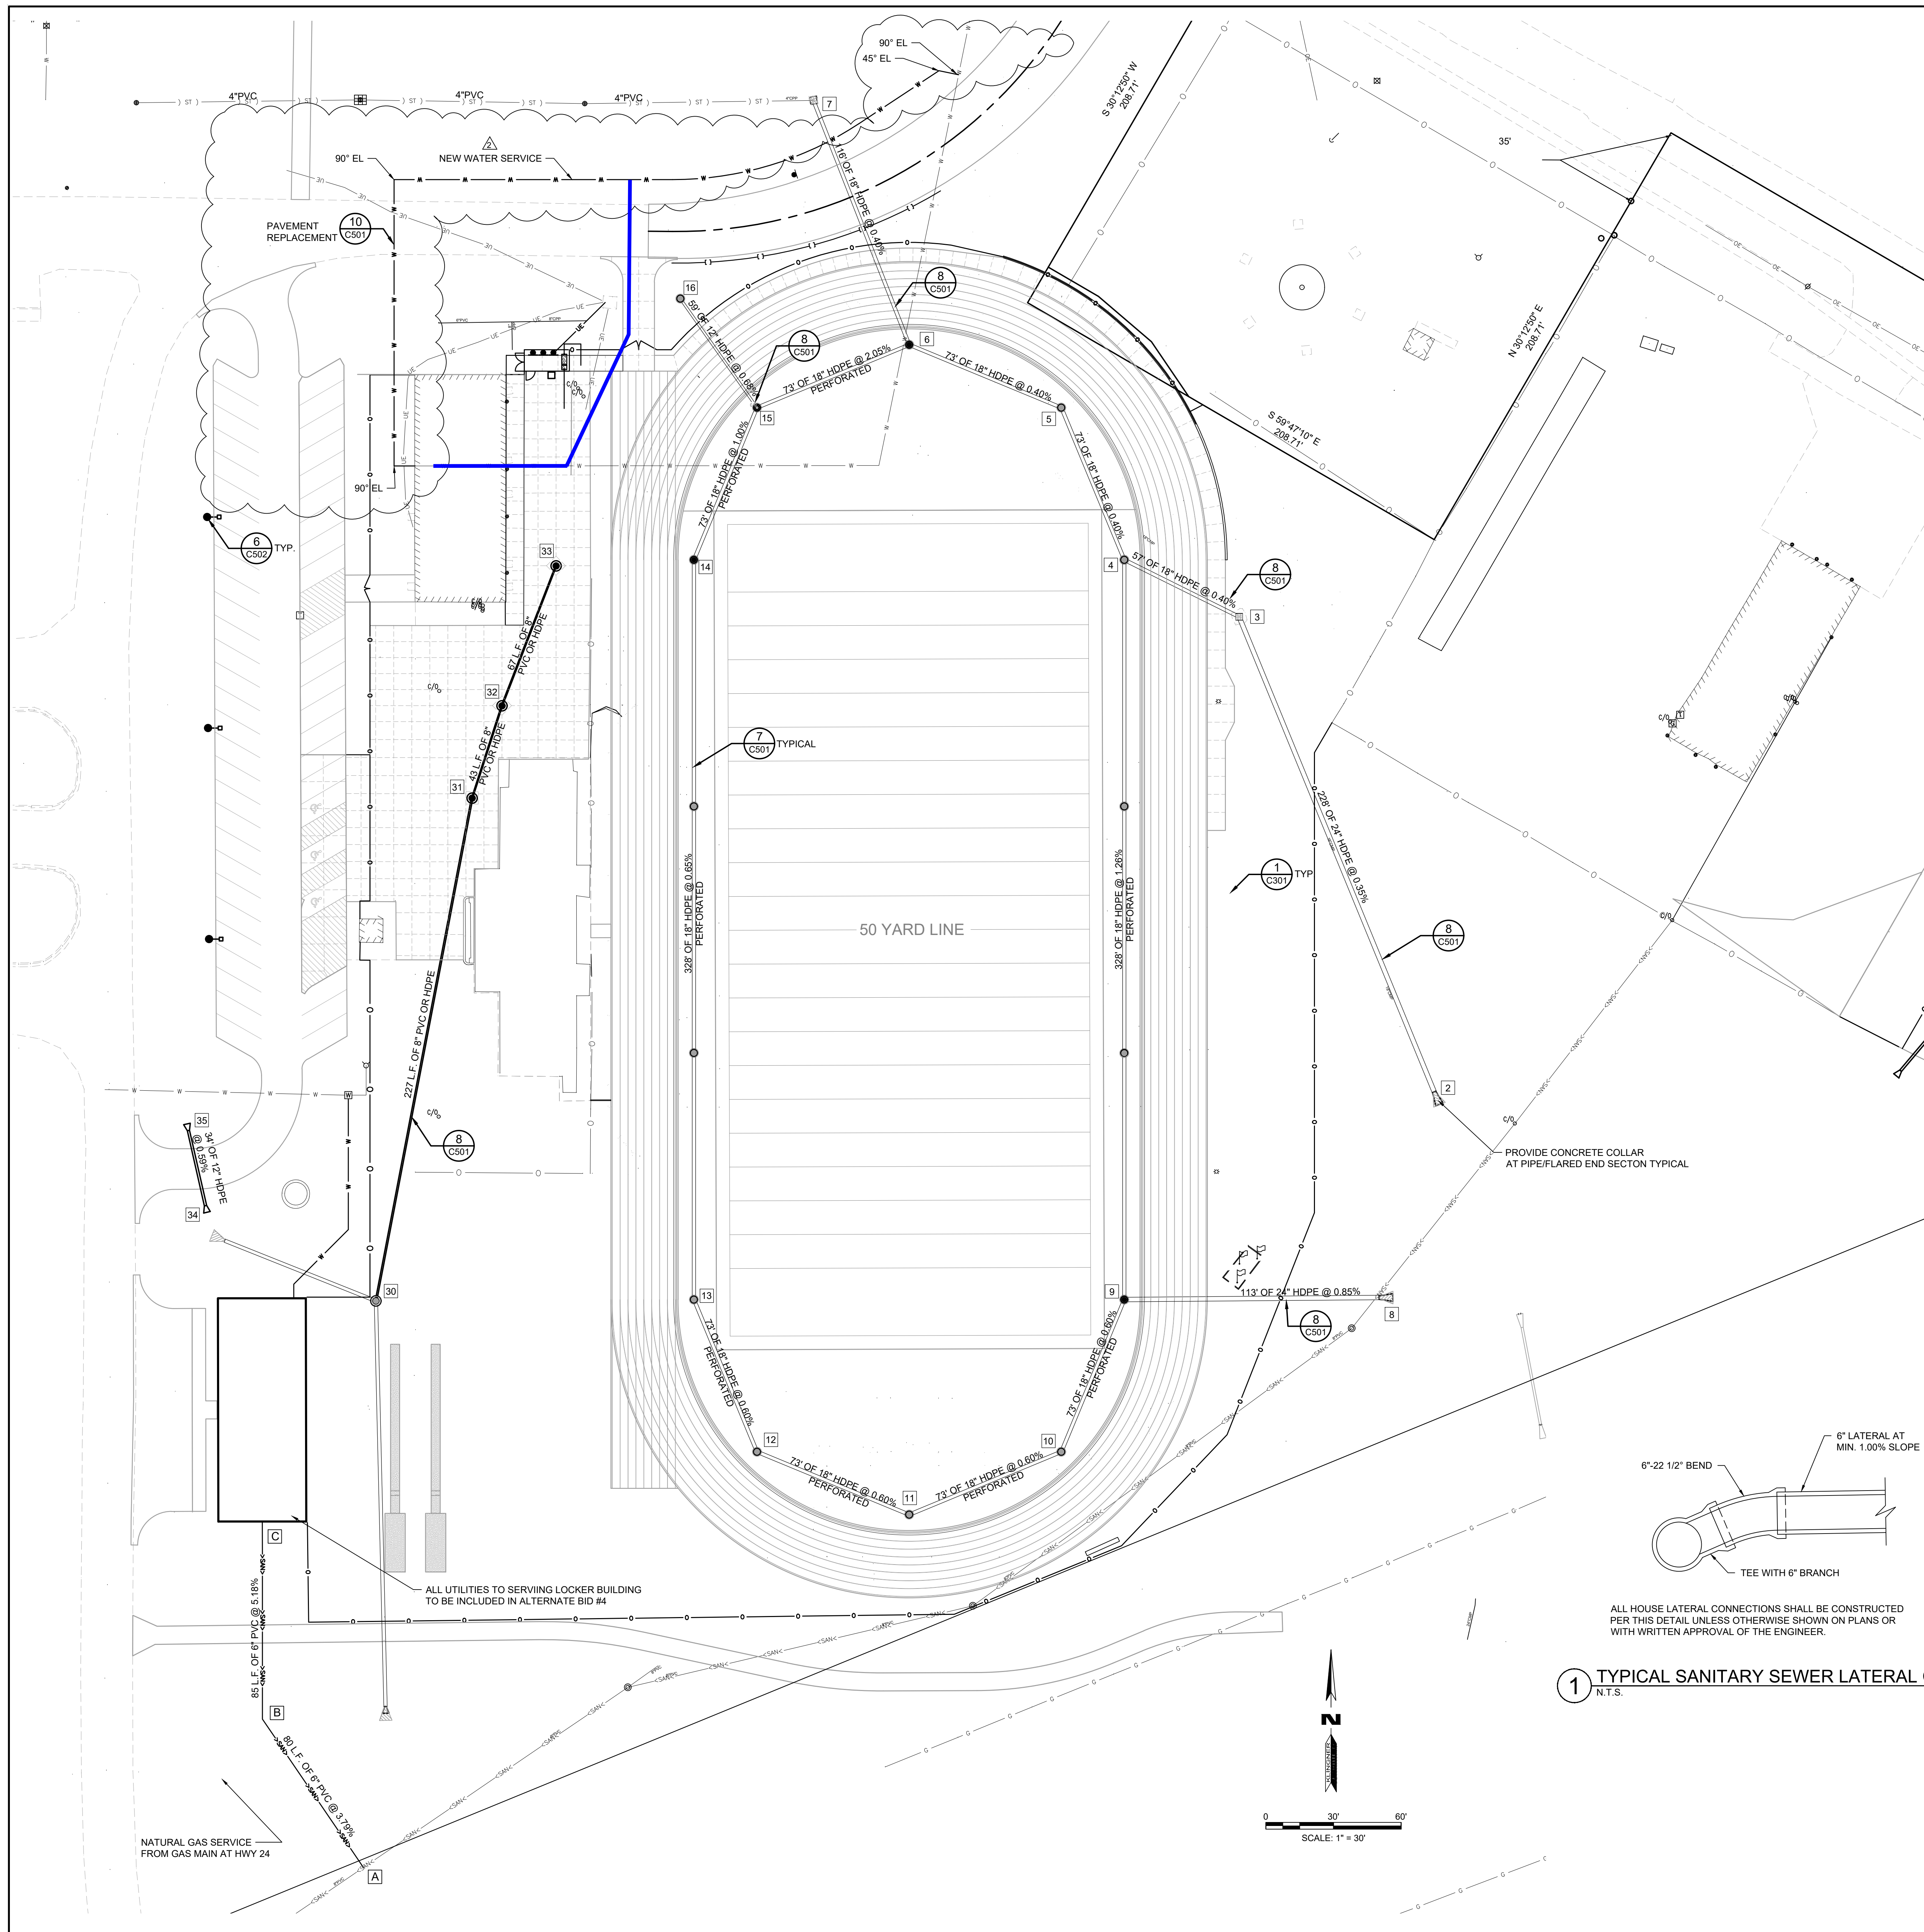 90° EL
45° EL
4"PVC
4"PVC
4"PVC
7
S 30°12'50" W
208.71'
35'
2
NEW WATER SERVICE
90° EL
116' OF 18" HDPE @ 0.40%
PAVEMENT
REPLACEMENT
10
C501
16
59' OF 12" HDPE @ 0.68%
8
C501
8
C501
6
73' OF 18" HDPE @ 2.05%
PERFORATED
73' OF 18" HDPE @ 0.40%
5
15
N 30°12'50" E
208.71'
S 59°47'10" E
208.71'
73' OF 18" HDPE @ 1.00%
PERFORATED
73' OF 18" HDPE @ 0.40%
90° EL
6
C502
TYP.
33
14
4
57' OF 18" HDPE @ 0.40%
8
C501
3
67 L.F. OF 8"
PVC OR HDPE
32
C/O
43 L.F. OF 8"
PVC OR HDPE
31
7
C501
TYPICAL
228' OF 24" HDPE @ 0.35%
328' OF 18" HDPE @ 0.65%
PERFORATED
328' OF 18" HDPE @ 1.26%
PERFORATED
1
C301
TYP
50 YARD LINE
8
C501
C/O
C/O
227 L.F. OF 8" PVC OR HDPE
C/O
8
C501
2
C/O
PROVIDE CONCRETE COLLAR
AT PIPE/FLARED END SECTON TYPICAL
35
34' OF 12" HDPE
@ 0.59%
34
30
13
9
113' OF 24" HDPE @ 0.85%
8
8
C501
73' OF 18" HDPE @ 0.60%
PERFORATED
73' OF 18" HDPE @ 0.60%
PERFORATED
12
10
73' OF 18" HDPE @ 0.60%
PERFORATED
11
73' OF 18" HDPE @ 0.60%
PERFORATED
C
ALL UTILITIES TO SERVIING LOCKER BUILDING
TO BE INCLUDED IN ALTERNATE BID #4
85 L.F. OF 6" PVC @ 5.18%
B
80 L.F. OF 6" PVC @ 3.79%
A
NATURAL GAS SERVICE
FROM GAS MAIN AT HWY 24
N
KLINGNER
0 30' 60'
SCALE: 1" = 30'
6" LATERAL AT
MIN. 1.00% SLOPE
6"-22 1/2° BEND
TEE WITH 6" BRANCH
ALL HOUSE LATERAL CONNECTIONS SHALL BE CONSTRUCTED
PER THIS DETAIL UNLESS OTHERWISE SHOWN ON PLANS OR
WITH WRITTEN APPROVAL OF THE ENGINEER.
1
TYPICAL SANITARY SEWER LATERAL
N.T.S.